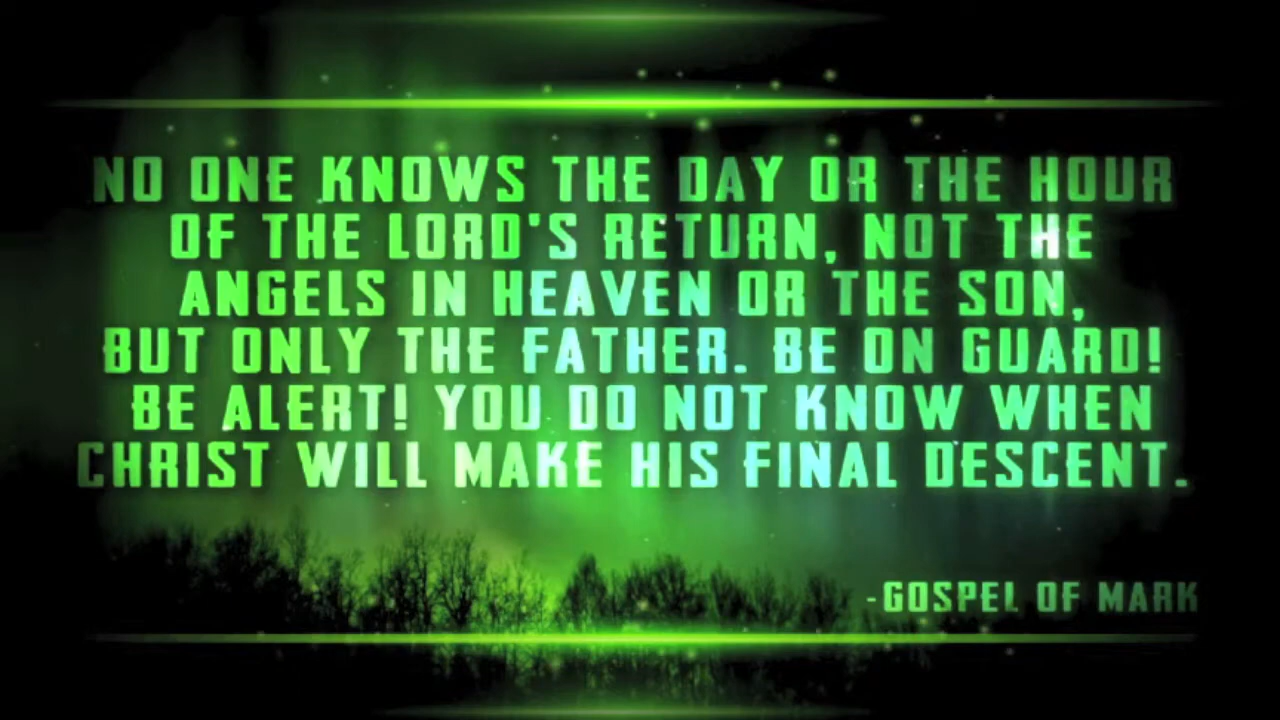 NO ONE KNOWS THE DAY OR THE HOUR
OF THE LORD'S RETURN, NOT THE
ANGELS IN HEAVEN OR THE SON,
BUT ONLY THE FATHER. BE ON GUARD!
BE ALERT! YOU DO NOT KNOW WHEN
CHRIST WILL MAKE HIS FINAL DESCENT.
-GOSPEL OF MARK